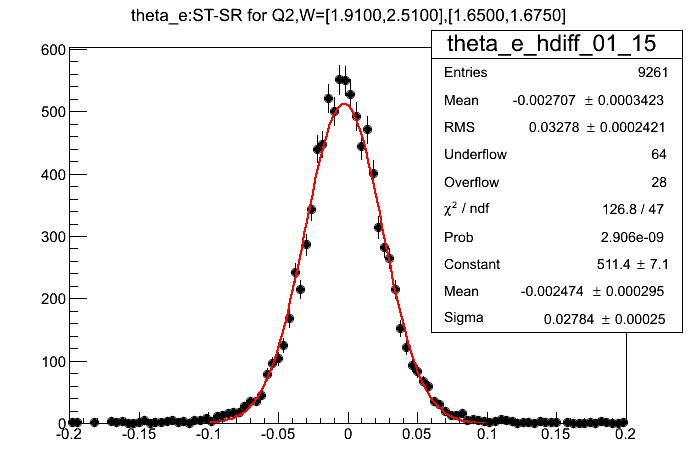 theta_e:ST-SR for Q2,W=[1.9100,2.5100],[1.6500,1.6750]
theta_e_hdiff_01_15
Entries 9261
Mean -0.002707 ± 0.0003423
RMS 0.03278 ± 0.0002421
Underflow 64
Overflow 28
χ² / ndf 126.8 / 47
Prob 2.906e-09
Constant 511.4 ± 7.1
Mean -0.002474 ± 0.000295
Sigma 0.02784 ± 0.00025
600
500
400
300
200
100
0
-0.2 -0.15 -0.1 -0.05 0 0.05 0.1 0.15 0.2